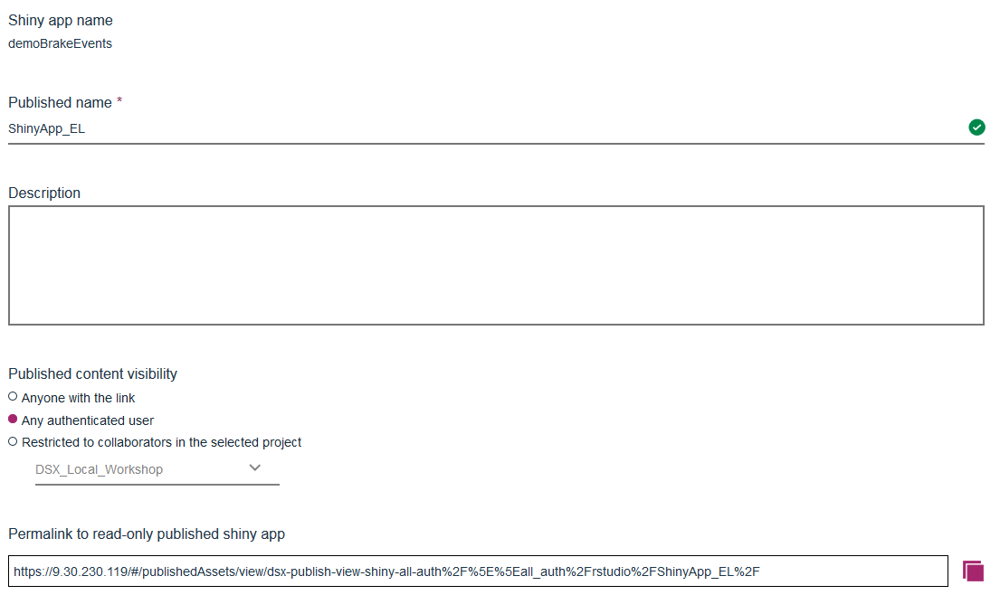 Shiny app name
demoBrakeEvents
Published name *
ShinyApp_EL
Description
Published content visibility
Anyone with the link
Any authenticated user
Restricted to collaborators in the selected project
DSX_Local_Workshop
Permalink to read-only published shiny app
https://9.30.230.119/#/publishedAssets/view/dsx-publish-view-shiny-all-auth%2F%5E%5Eall_auth%2Frstudio%2FShinyApp_EL%2F